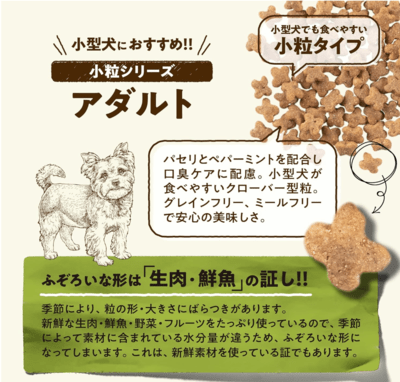 小型犬におすすめ!!
小粒シリーズ
アダルト
小型犬でも食べやすい
小粒タイプ
パセリとペパーミントを配合し
口臭ケアに配慮。小型犬が
食べやすいクローバー型粒。
グレインフリー、ミールフリー
で安心の美味しさ。
ふぞろいな形は「生肉・鮮魚」の証し!!
季節により、粒の形・大きさにばらつきがあります。
新鮮な生肉・鮮魚・野菜・フルーツをたっぷり使っているので、季節
によって素材に含まれている水分量が違うため、ふぞろいな形に
なってしまいます。これは、新鮮素材を使っている証でもあります。